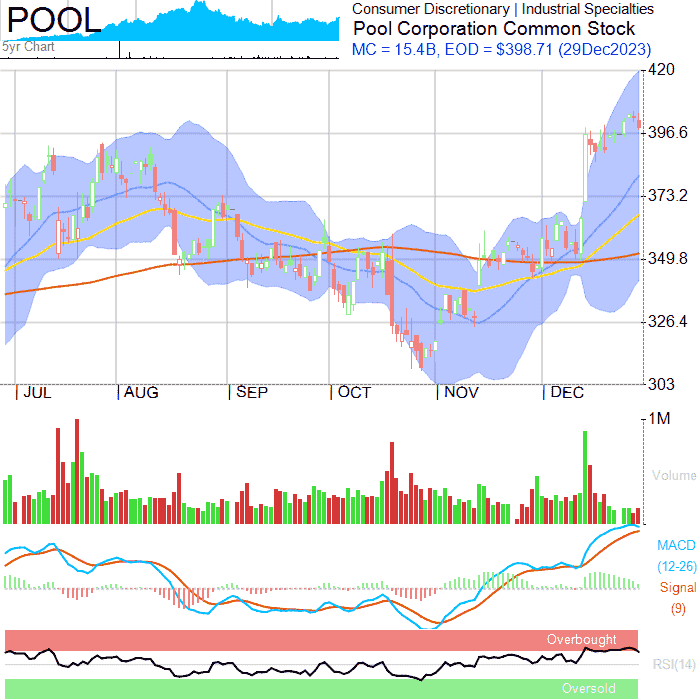 POOL
5yr Chart
Consumer Discretionary | Industrial Specialties
Pool Corporation Common Stock
MC = 15.4B, EOD = $398.71 (29Dec2023)
420
396.6
373.2
349.8
326.4
303
JUL AUG SEP OCT NOV DEC
1M
Volume
MACD
(12-26)
Signal
(9)
Overbought
RSI(14)
Oversold